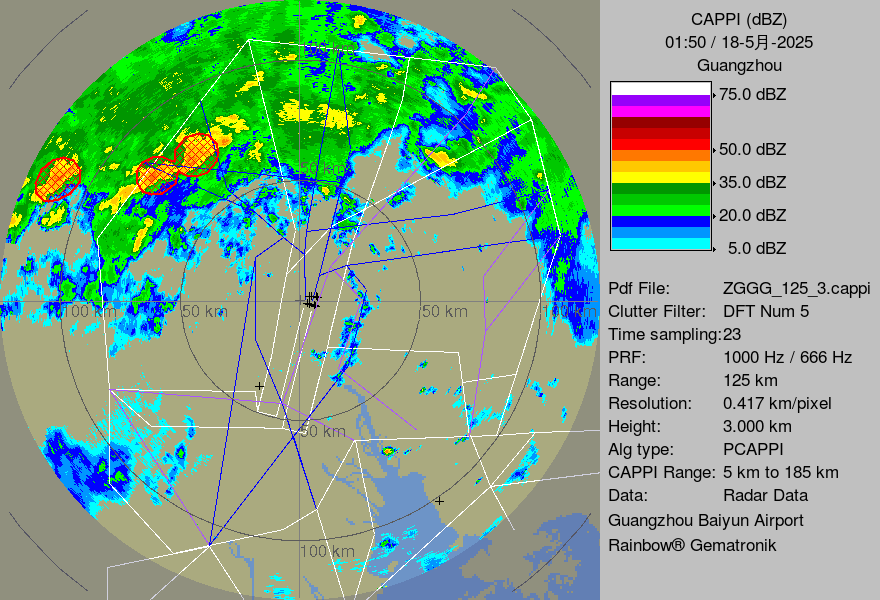 CAPPI (dBZ)
01:50 / 18-5月-2025
Guangzhou
75.0 dBZ
50.0 dBZ
35.0 dBZ
20.0 dBZ
5.0 dBZ
Pdf File: ZGGG_125_3.cappi
Clutter Filter: DFT Num 5
Time sampling:23
PRF: 1000 Hz / 666 Hz
Range: 125 km
Resolution: 0.417 km/pixel
Height: 3.000 km
Alg type: PCAPPI
CAPPI Range: 5 km to 185 km
Data: Radar Data
Guangzhou Baiyun Airport
Rainbow® Gematronik
100 km
50 km
50 km
50 km
100 km